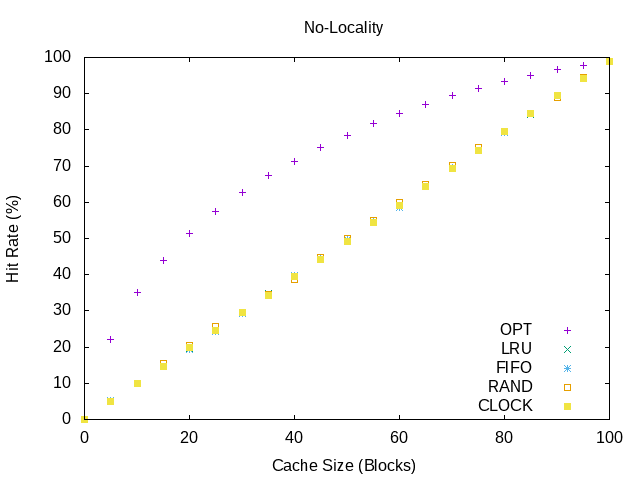 No-Locality
Hit Rate (%)
100
90
80
70
60
50
40
30
20
10
0
OPT
LRU
FIFO
RAND
CLOCK
0 20 40 60 80 100
Cache Size (Blocks)